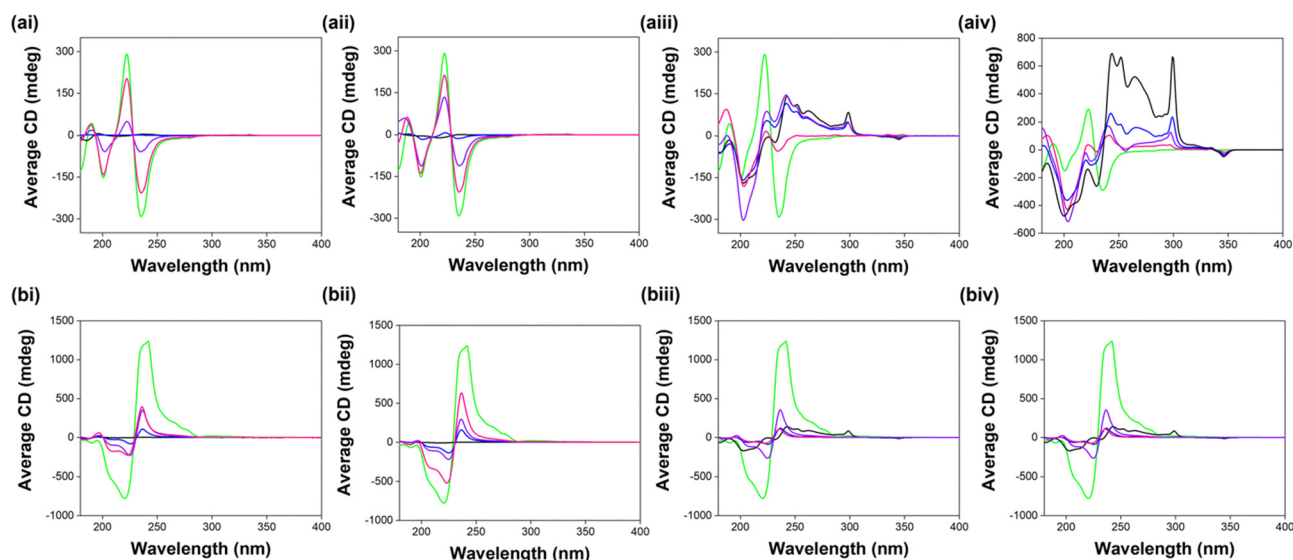 (ai)
Average CD (mdeg)
300
150
0
-150
-300
200 250 300 350 400
Wavelength (nm)
(aii)
Average CD (mdeg)
300
150
0
-150
-300
200 250 300 350 400
Wavelength (nm)
(aiii)
Average CD (mdeg)
300
150
0
-150
-300
200 250 300 350 400
Wavelength (nm)
(aiv)
Average CD (mdeg)
800
600
400
200
0
-200
-400
-600
200 250 300 350 400
Wavelength (nm)
(bi)
Average CD (mdeg)
1500
1000
500
0
-500
-1000
200 250 300 350 400
Wavelength (nm)
(bii)
Average CD (mdeg)
1500
1000
500
0
-500
-1000
200 250 300 350 400
Wavelength (nm)
(biii)
Average CD (mdeg)
1500
1000
500
0
-500
-1000
200 250 300 350 400
Wavelength (nm)
(biv)
Average CD (mdeg)
1500
1000
500
0
-500
-1000
200 250 300 350 400
Wavelength (nm)